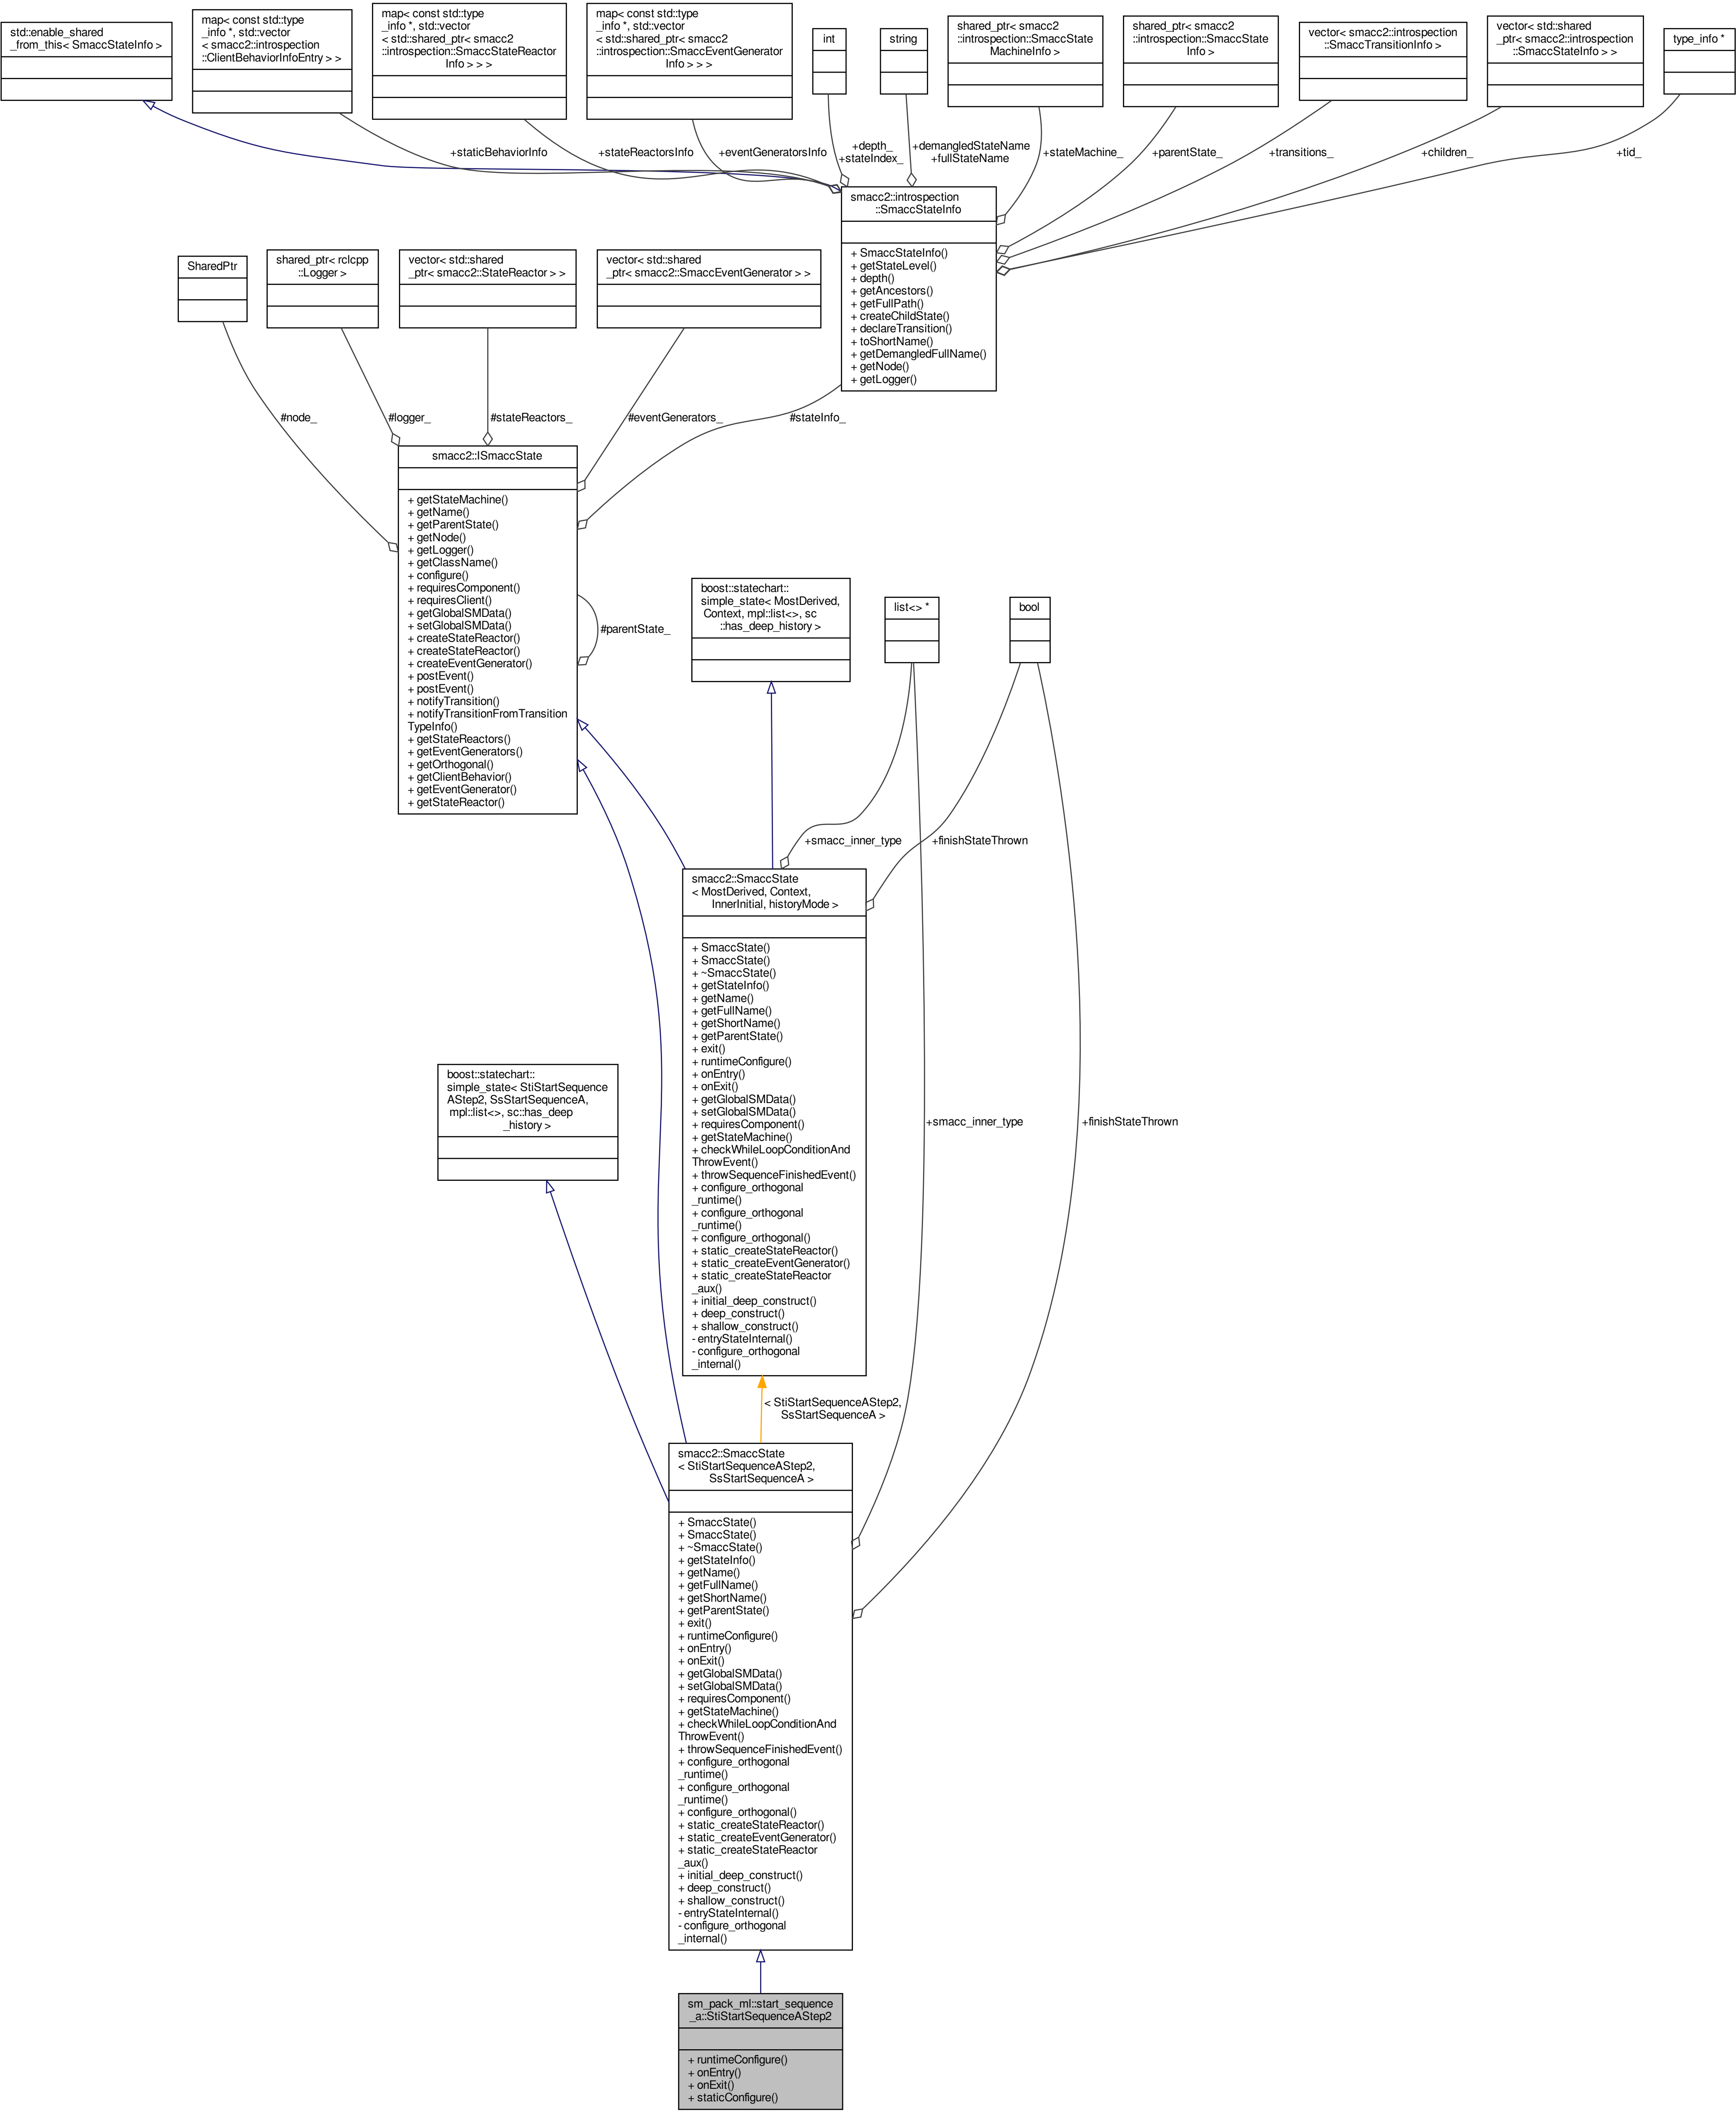 std::enable_shared
_from_this< SmaccStateInfo >
map< const std::type
_info *, std::vector
< smacc2::introspection
::ClientBehaviorInfoEntry > >
map< const std::type
_info *, std::vector
< std::shared_ptr< smacc2
::introspection::SmaccStateReactor
Info > > >
map< const std::type
_info *, std::vector
< std::shared_ptr< smacc2
::introspection::SmaccEventGenerator
Info > > >
int
string
shared_ptr< smacc2
::introspection::SmaccState
MachineInfo >
shared_ptr< smacc2
::introspection::SmaccState
Info >
vector< smacc2::introspection
::SmaccTransitionInfo >
vector< std::shared
_ptr< smacc2::introspection
::SmaccStateInfo > >
type_info *
+staticBehaviorInfo
+stateReactorsInfo
+eventGeneratorsInfo
+depth_
+stateIndex_
+demangledStateName
+fullStateName
+stateMachine_
+parentState_
+transitions_
+children_
+tid_
smacc2::introspection
::SmaccStateInfo
+ SmaccStateInfo()
+ getStateLevel()
+ depth()
+ getAncestors()
+ getFullPath()
+ createChildState()
+ declareTransition()
+ toShortName()
+ getDemangledFullName()
+ getNode()
+ getLogger()
SharedPtr
shared_ptr< rclcpp
::Logger >
vector< std::shared
_ptr< smacc2::StateReactor > >
vector< std::shared
_ptr< smacc2::SmaccEventGenerator > >
#node_
#logger_
#stateReactors_
#eventGenerators_
#stateInfo_
smacc2::ISmaccState
+ getStateMachine()
+ getName()
+ getParentState()
+ getNode()
+ getLogger()
+ getClassName()
+ configure()
+ requiresComponent()
+ requiresClient()
+ getGlobalSMData()
+ setGlobalSMData()
+ createStateReactor()
+ createStateReactor()
+ createEventGenerator()
+ postEvent()
+ postEvent()
+ notifyTransition()
+ notifyTransitionFromTransition
TypeInfo()
+ getStateReactors()
+ getEventGenerators()
+ getOrthogonal()
+ getClientBehavior()
+ getEventGenerator()
+ getStateReactor()
#parentState_
boost::statechart::
simple_state< MostDerived,
Context, mpl::list<>, sc
::has_deep_history >
list<> *
bool
+smacc_inner_type
+finishStateThrown
smacc2::SmaccState
< MostDerived, Context,
InnerInitial, historyMode >
+ SmaccState()
+ SmaccState()
+ ~SmaccState()
+ getStateInfo()
+ getName()
+ getFullName()
+ getShortName()
+ getParentState()
+ exit()
+ runtimeConfigure()
+ onEntry()
+ onExit()
+ getGlobalSMData()
+ setGlobalSMData()
+ requiresComponent()
+ getStateMachine()
+ checkWhileLoopConditionAnd
ThrowEvent()
+ throwSequenceFinishedEvent()
+ configure_orthogonal
_runtime()
+ configure_orthogonal
_runtime()
+ configure_orthogonal()
+ static_createStateReactor()
+ static_createEventGenerator()
+ static_createStateReactor
_aux()
+ initial_deep_construct()
+ deep_construct()
+ shallow_construct()
- entryStateInternal()
- configure_orthogonal
_internal()
boost::statechart::
simple_state< StiStartSequence
AStep2, SsStartSequenceA,
mpl::list<>, sc::has_deep
_history >
+smacc_inner_type
+finishStateThrown
< StiStartSequenceAStep2,
SsStartSequenceA >
smacc2::SmaccState
< StiStartSequenceAStep2,
SsStartSequenceA >
+ SmaccState()
+ SmaccState()
+ ~SmaccState()
+ getStateInfo()
+ getName()
+ getFullName()
+ getShortName()
+ getParentState()
+ exit()
+ runtimeConfigure()
+ onEntry()
+ onExit()
+ getGlobalSMData()
+ setGlobalSMData()
+ requiresComponent()
+ getStateMachine()
+ checkWhileLoopConditionAnd
ThrowEvent()
+ throwSequenceFinishedEvent()
+ configure_orthogonal
_runtime()
+ configure_orthogonal
_runtime()
+ configure_orthogonal()
+ static_createStateReactor()
+ static_createEventGenerator()
+ static_createStateReactor
_aux()
+ initial_deep_construct()
+ deep_construct()
+ shallow_construct()
- entryStateInternal()
- configure_orthogonal
_internal()
sm_pack_ml::start_sequence
_a::StiStartSequenceAStep2
+ runtimeConfigure()
+ onEntry()
+ onExit()
+ staticConfigure()